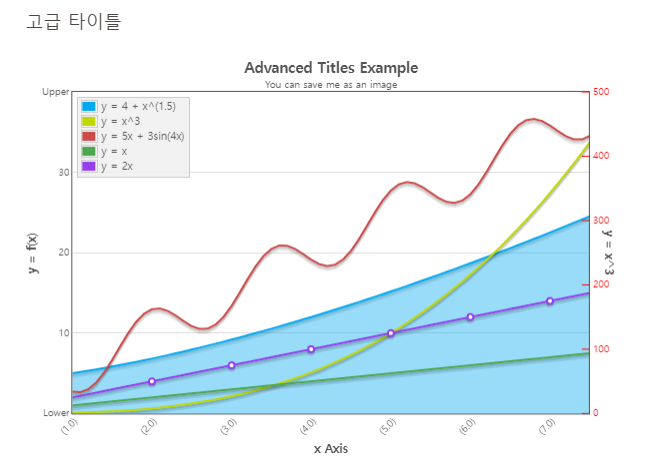 고급 타이틀
Advanced Titles Example
You can save me as an image
Upper
30
20
10
Lower
y = f(x)
y = 4 + x^(1.5)
y = x^3
y = 5x + 3sin(4x)
y = x
y = 2x
500
400
300
200
100
0
y = x^3
(1.0)
(2.0)
(3.0)
(4.0)
(5.0)
(6.0)
(7.0)
x Axis